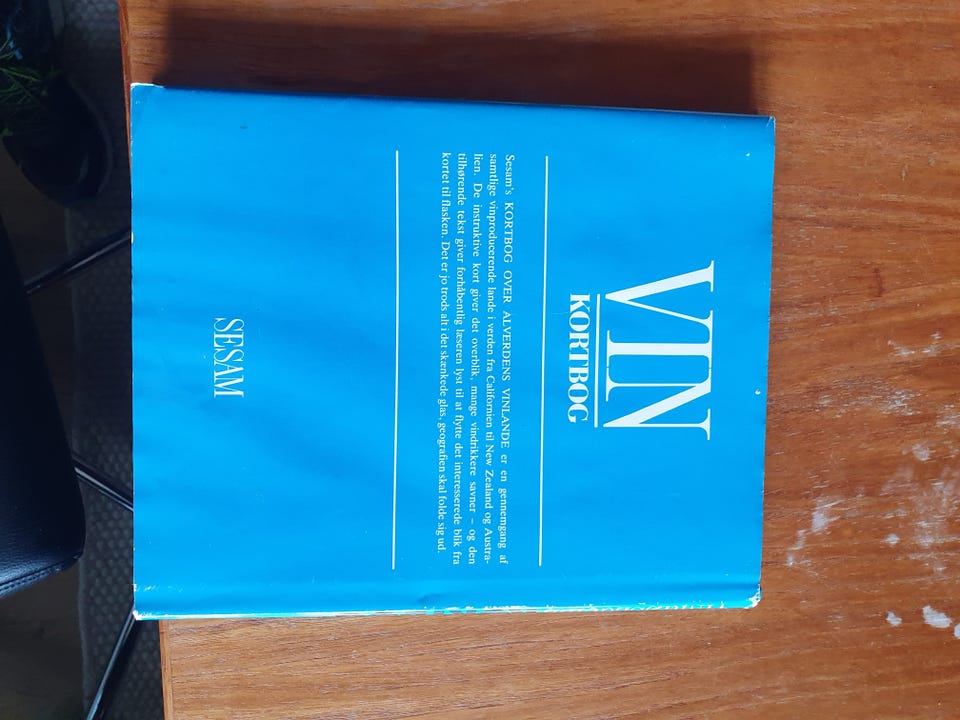 VIN
KORTBOG
Sesam's KORTBOG OVER ALVERDENS VINLANDE er en gennemgang af
samtlige vinproducerende lande i verden fra Californien til New Zealand og Austra-
lien. De instruktive kort giver det overblik, mange vindrikkere savner – og den
tilhørende tekst giver forhåbentlig læseren lyst til at flytte det interesserede blik fra
kortet til flasken. Det er jo trods alt i det skænkede glas, geografien skal folde sig ud.
SESAM